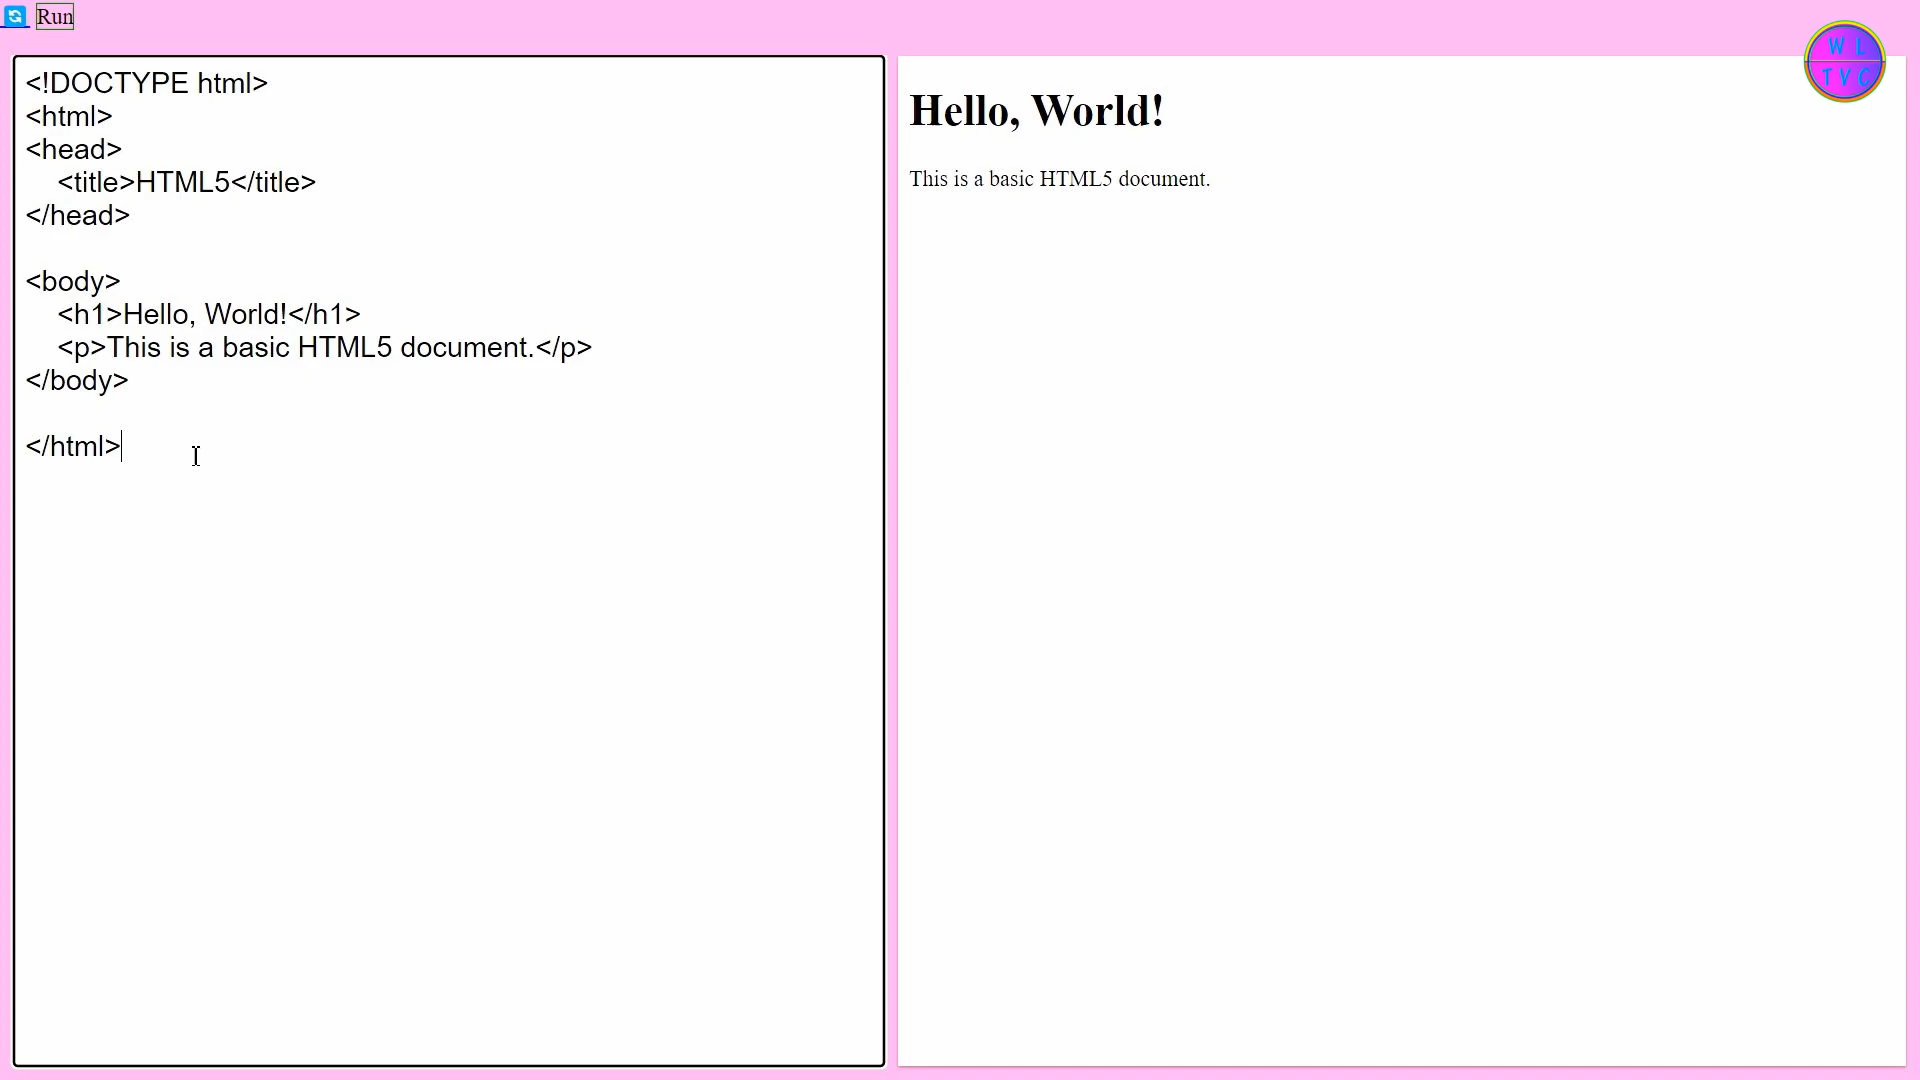 Run
W L
TVC
<!DOCTYPE html>
<html>
<head>
    <title>HTML5</title>
</head>
<body>
    <h1>Hello, World!</h1>
    <p>This is a basic HTML5 document.</p>
</body>
</html>
Hello, World!
This is a basic HTML5 document.